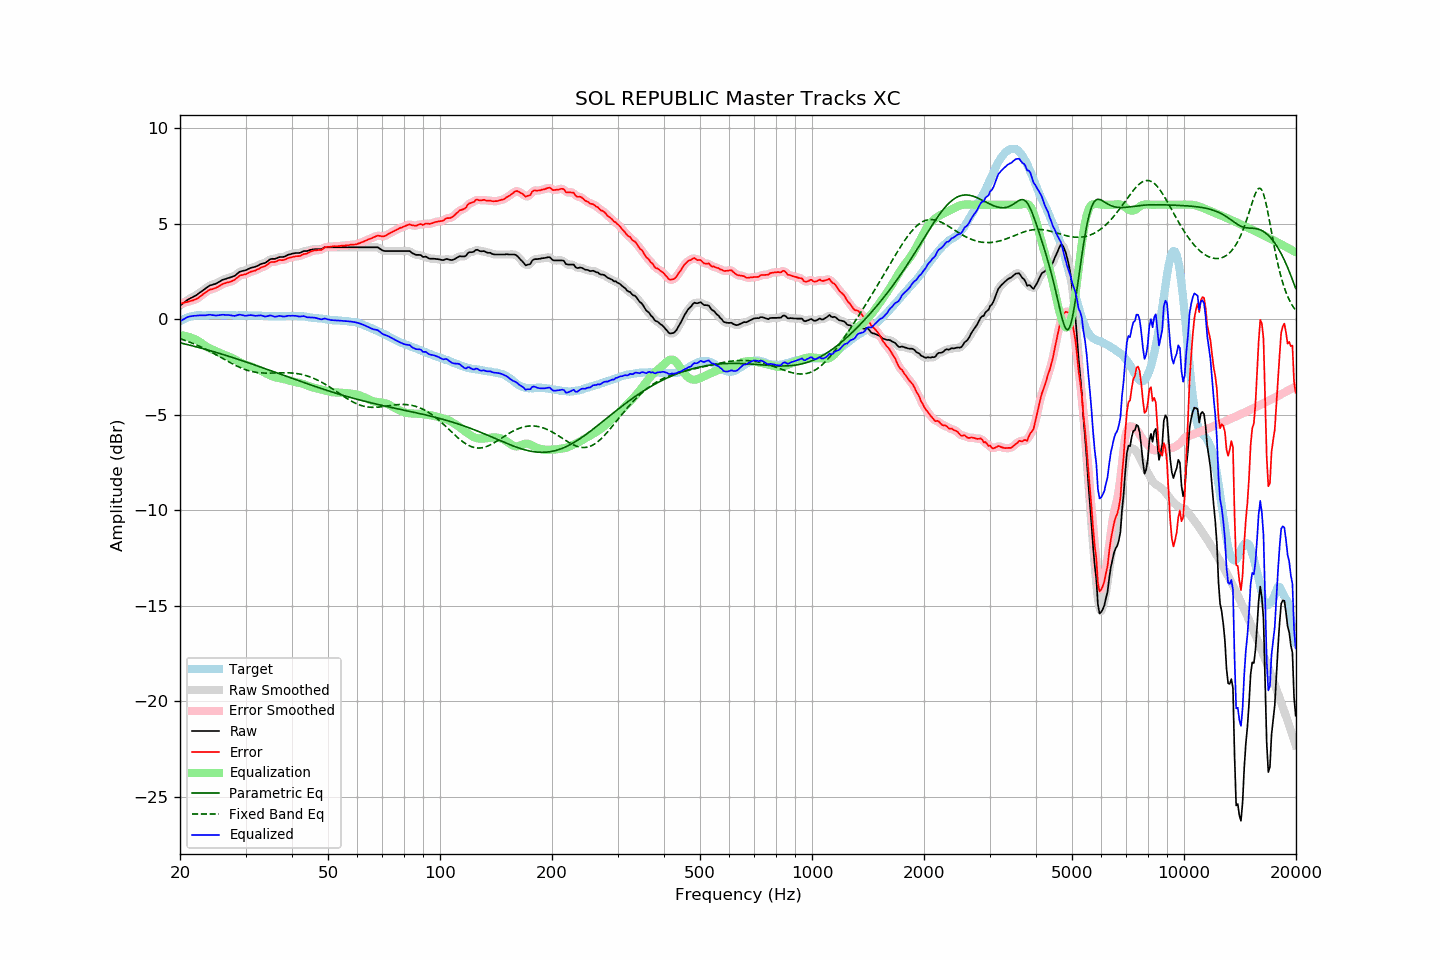 SOL REPUBLIC Master Tracks XC
Amplitude (dBr)
10
5
0
−5
−10
−15
−20
−25
Target
Raw Smoothed
Error Smoothed
Raw
Error
Equalization
Parametric Eq
Fixed Band Eq
Equalized
20 50 100 200 500 1000 2000 5000 10000 20000
Frequency (Hz)